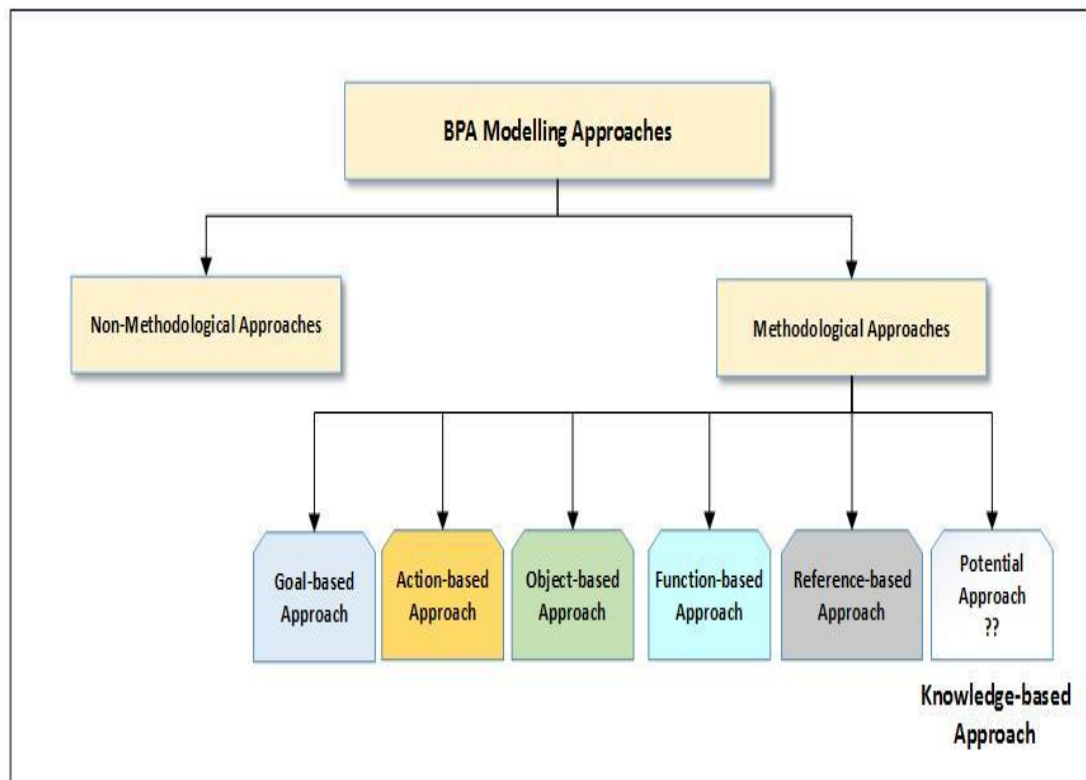 BPA Modelling Approaches
Non-Methodological Approaches
Methodological Approaches
Goal-based
Approach
Action-based
Approach
Object-based
Approach
Function-based
Approach
Reference-based
Approach
Potential
Approach
??
Knowledge-based
Approach